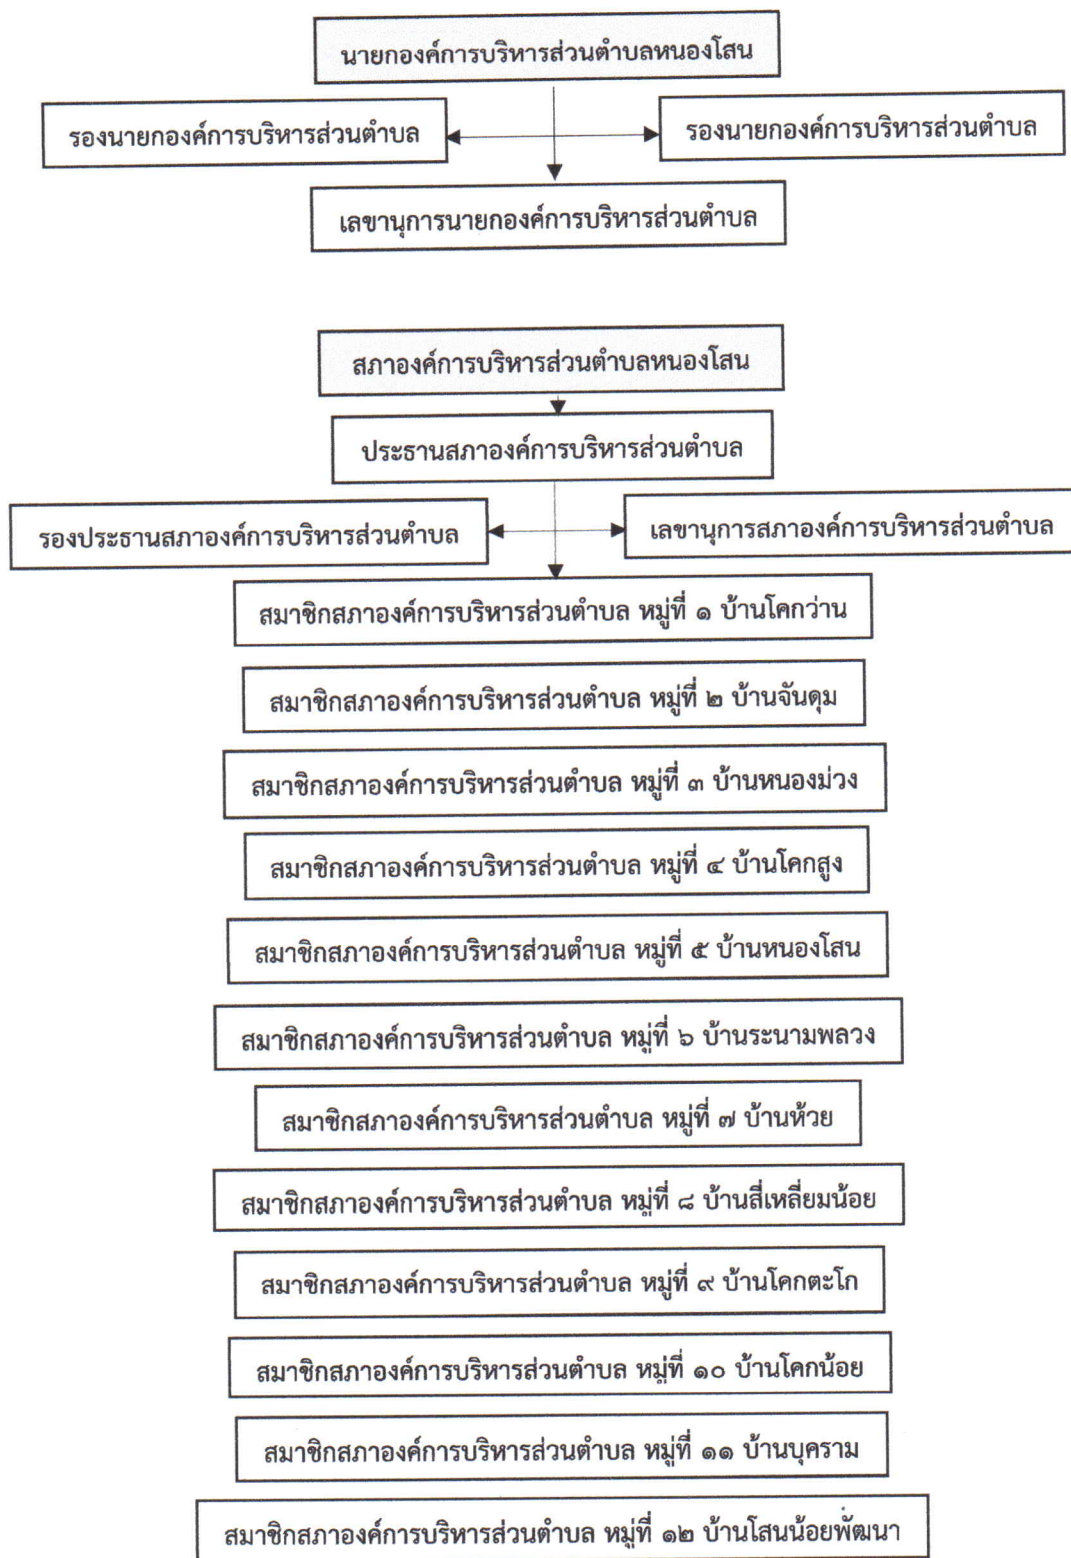 นายกองค์การบริหารส่วนตำบลหนองโสน
รองนายกองค์การบริหารส่วนตำบล
รองนายกองค์การบริหารส่วนตำบล
เลขานุการนายกองค์การบริหารส่วนตำบล
สภาองค์การบริหารส่วนตำบลหนองโสน
ประธานสภาองค์การบริหารส่วนตำบล
รองประธานสภาองค์การบริหารส่วนตำบล
เลขานุการสภาองค์การบริหารส่วนตำบล
สมาชิกสภาองค์การบริหารส่วนตำบล หมู่ที่ ๑ บ้านโคกว่าน
สมาชิกสภาองค์การบริหารส่วนตำบล หมู่ที่ ๒ บ้านจันดุม
สมาชิกสภาองค์การบริหารส่วนตำบล หมู่ที่ ๓ บ้านหนองม่วง
สมาชิกสภาองค์การบริหารส่วนตำบล หมู่ที่ ๔ บ้านโคกสูง
สมาชิกสภาองค์การบริหารส่วนตำบล หมู่ที่ ๕ บ้านหนองโสน
สมาชิกสภาองค์การบริหารส่วนตำบล หมู่ที่ ๖ บ้านระนามพลวง
สมาชิกสภาองค์การบริหารส่วนตำบล หมู่ที่ ๗ บ้านห้วย
สมาชิกสภาองค์การบริหารส่วนตำบล หมู่ที่ ๘ บ้านสี่เหลี่ยมน้อย
สมาชิกสภาองค์การบริหารส่วนตำบล หมู่ที่ ๙ บ้านโคกตะโก
สมาชิกสภาองค์การบริหารส่วนตำบล หมู่ที่ ๑๐ บ้านโคกน้อย
สมาชิกสภาองค์การบริหารส่วนตำบล หมู่ที่ ๑๑ บ้านบุคราม
สมาชิกสภาองค์การบริหารส่วนตำบล หมู่ที่ ๑๒ บ้านโสนน้อยพัฒนา